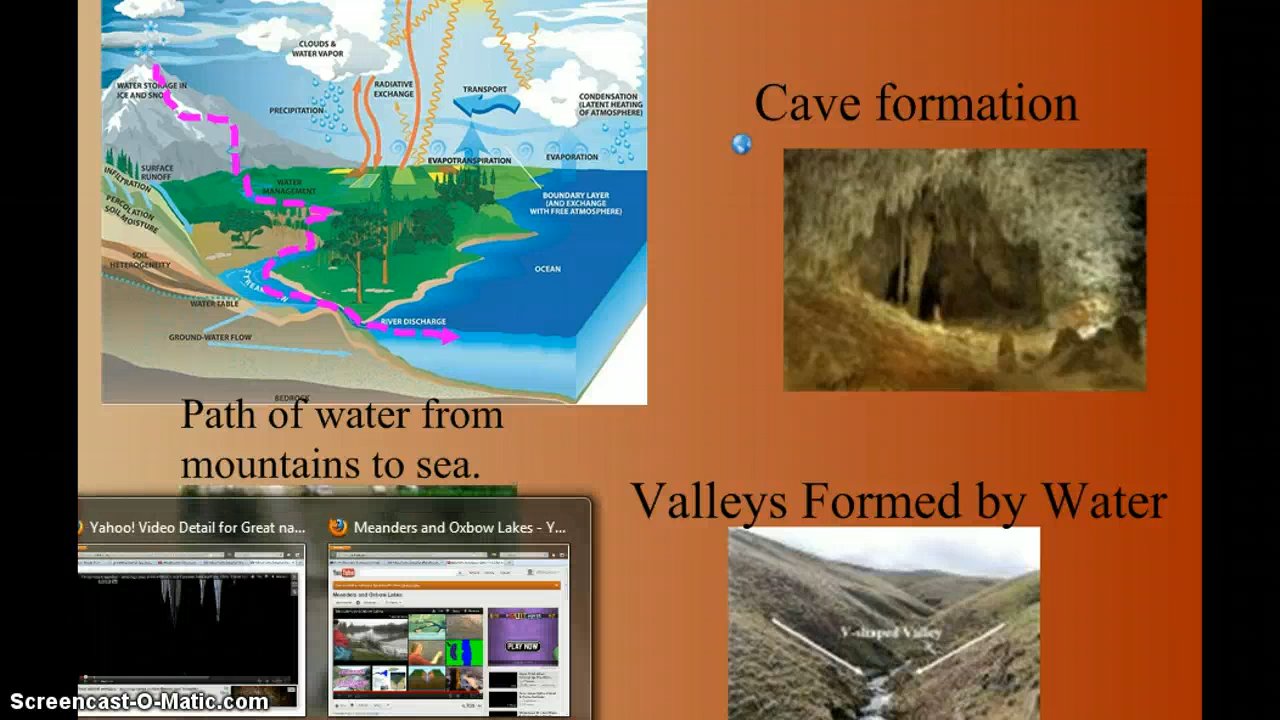 CLOUDS &
WATER VAPOR
WATER STORAGE IN
ICE AND SNOW
RADIATIVE
EXCHANGE
TRANSPORT
PRECIPITATION
CONDENSATION
(LATENT HEATING
OF ATMOSPHERE)
SURFACE
RUNOFF
EVAPOTRANSPIRATION
EVAPORATION
INFILTRATION
WATER
MANAGEMENT
PERCOLATION
SOIL MOISTURE
BOUNDARY LAYER
(AND EXCHANGE
WITH FREE ATMOSPHERE)
SOIL
HETEROGENEITY
OCEAN
WATER TABLE
RIVER DISCHARGE
GROUND-WATER FLOW
BEDROCK
Path of water from
mountains to sea.
Cave formation
Valleys Formed by Water
V-shaped Valley
Yahoo! Video Detail for Great na...
Meanders and Oxbow Lakes - Y...
YouTube
Meanders and Oxbow Lakes
PLAY NOW
Screencast-O-Matic.com